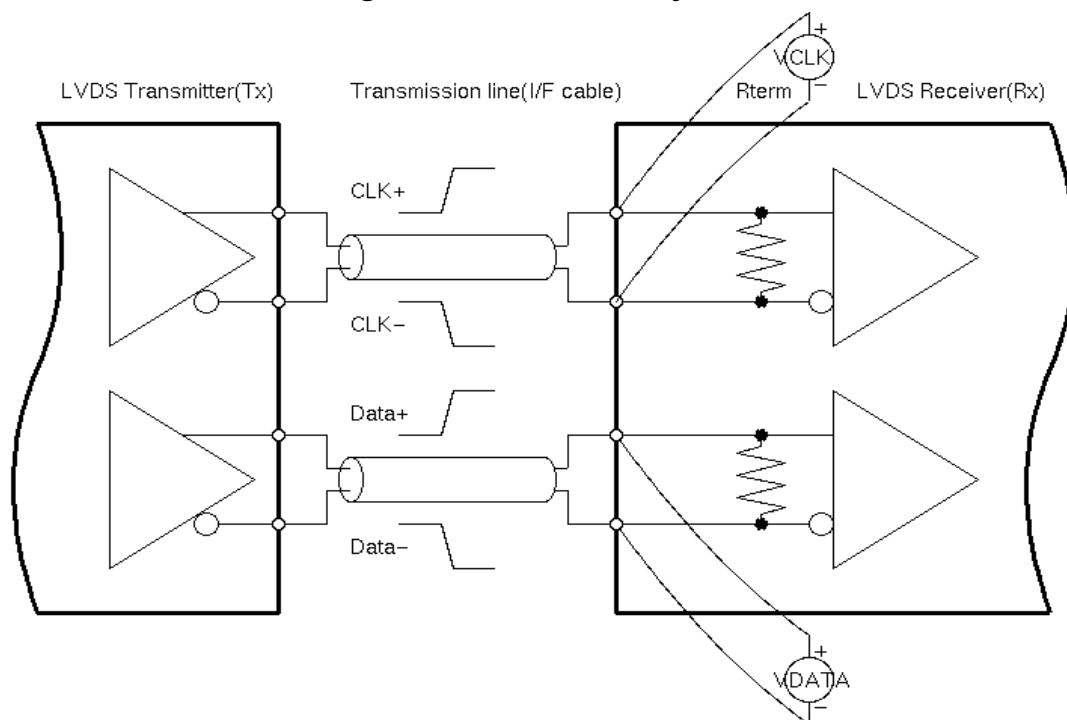 VCLK
+
−
LVDS Transmitter(Tx)
Transmission line(I/F cable)
Rterm
LVDS Receiver(Rx)
CLK+
CLK−
Data+
Data−
+
VDATA
−